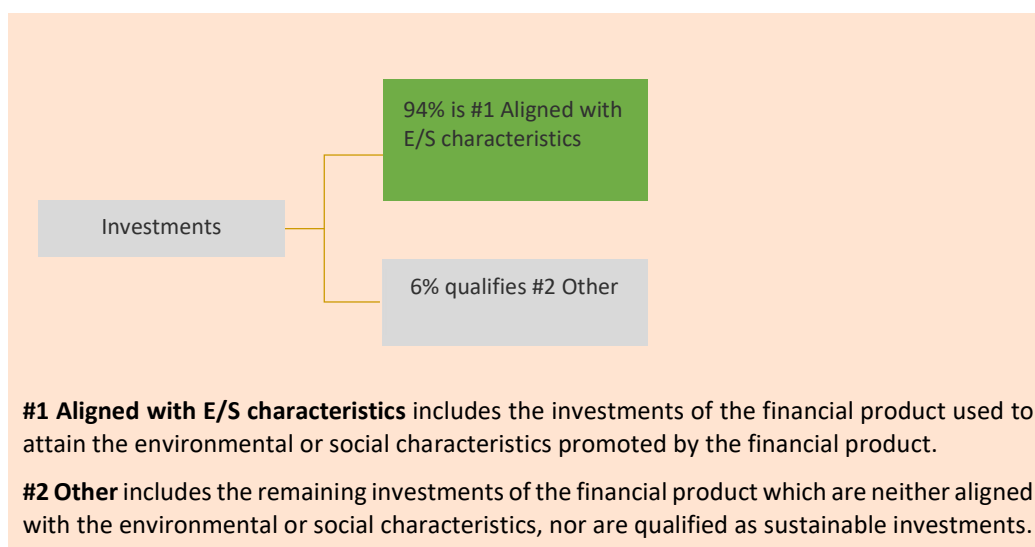 94% is #1 Aligned with
E/S characteristics
Investments
6% qualifies #2 Other
#1 Aligned with E/S characteristics includes the investments of the financial product used to
attain the environmental or social characteristics promoted by the financial product.
#2 Other includes the remaining investments of the financial product which are neither aligned
with the environmental or social characteristics, nor are qualified as sustainable investments.